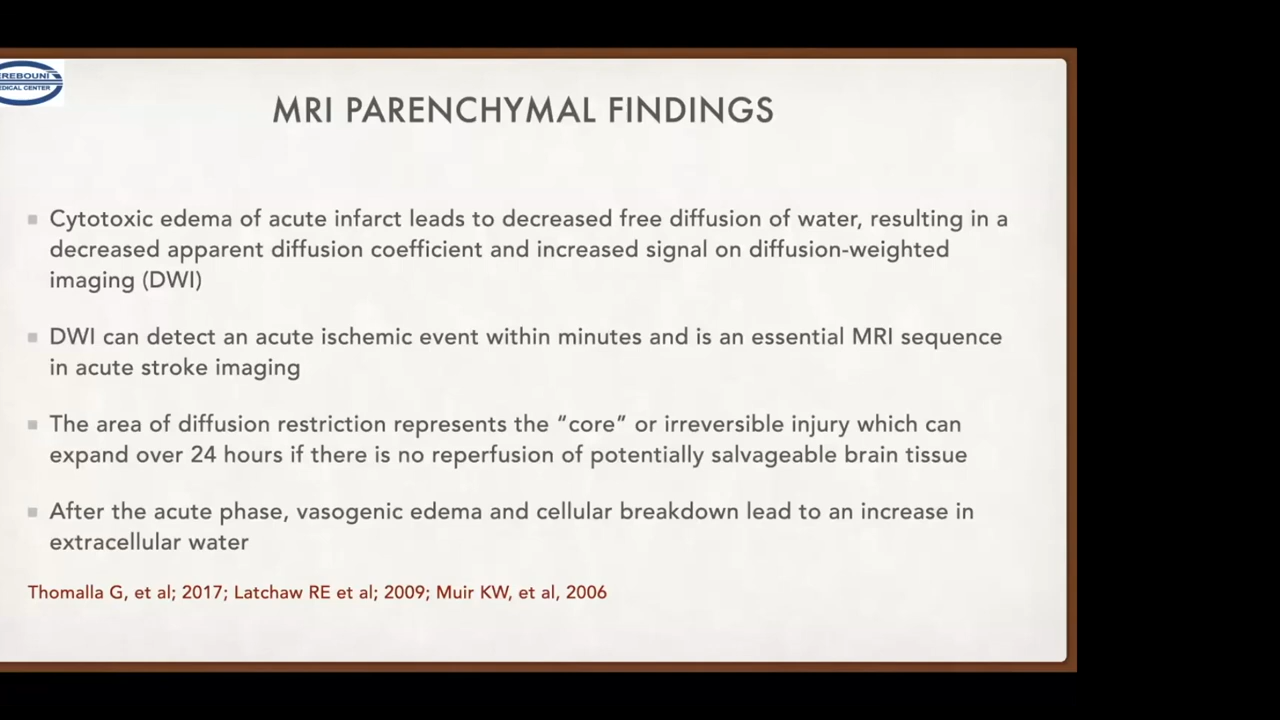 EREBOUNI
EDICAL CENTER
MRI PARENCHYMAL FINDINGS
Cytotoxic edema of acute infarct leads to decreased free diffusion of water, resulting in a
decreased apparent diffusion coefficient and increased signal on diffusion-weighted
imaging (DWI)
DWI can detect an acute ischemic event within minutes and is an essential MRI sequence
in acute stroke imaging
The area of diffusion restriction represents the “core” or irreversible injury which can
expand over 24 hours if there is no reperfusion of potentially salvageable brain tissue
After the acute phase, vasogenic edema and cellular breakdown lead to an increase in
extracellular water
Thomalla G, et al; 2017; Latchaw RE et al; 2009; Muir KW, et al, 2006